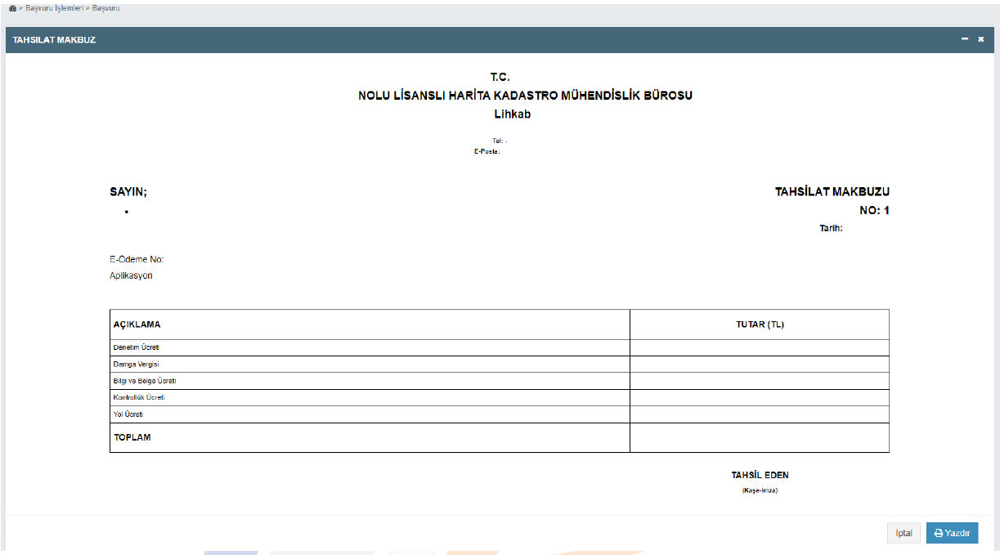 > Başvuru İşlemleri > Başvuru
TAHSILAT MAKBUZ
T.C.
NOLU LİSANSLI HARİTA KADASTRO MÜHENDİSLİK BÜROSU
Lihkab
Tel: -
E-Posta:
SAYIN;
TAHSİLAT MAKBUZU
NO: 1
Tarih:
E-Ödeme No:
Aplikasyon
AÇIKLAMA TUTAR (TL)
Denetim Ücreti
Damga Vergisi
Bilgi ve Belge Ücreti
Kontrollük Ücreti
Yol Ücreti
TOPLAM
TAHSİL EDEN
(Kaşe-İmza)
İptal Yazdır